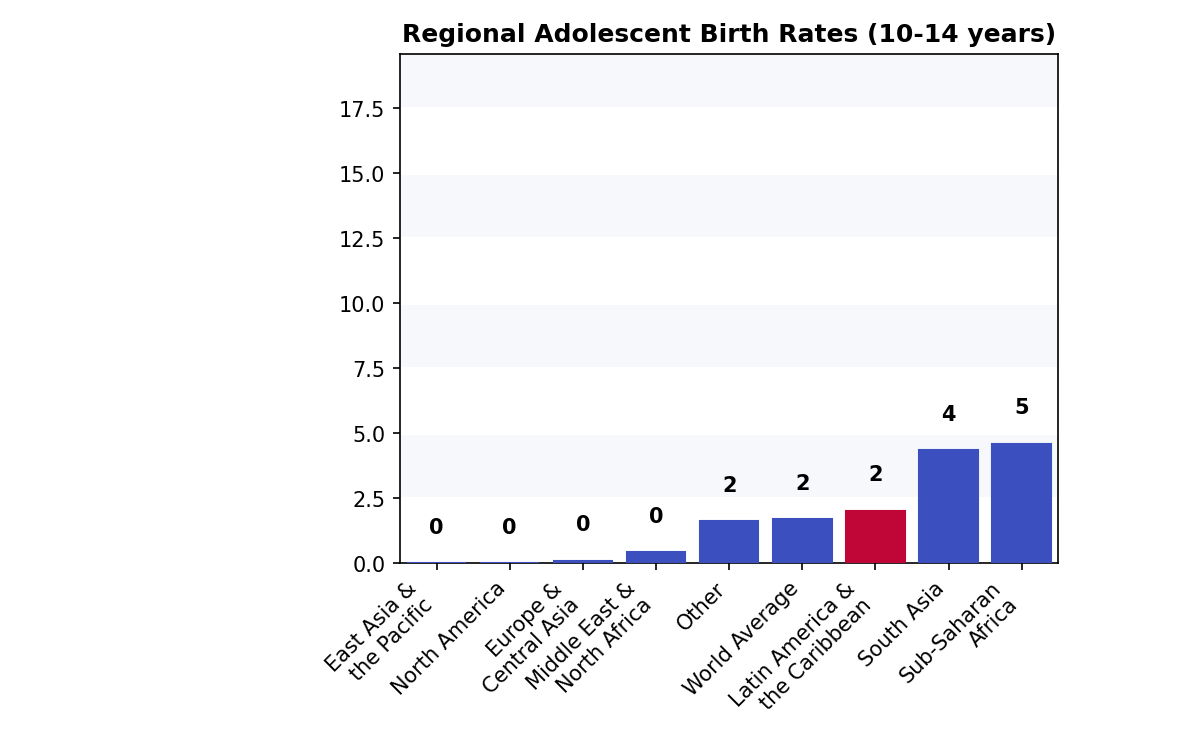 Regional Adolescent Birth Rates (10-14 years)
17.5
15.0
12.5
10.0
7.5
5.0
2.5
0.0
0
0
0
0
2
2
2
4
5
East Asia &
the Pacific
North America
Europe &
Central Asia
Middle East &
North Africa
Other
World Average
Latin America &
the Caribbean
South Asia
Sub-Saharan
Africa